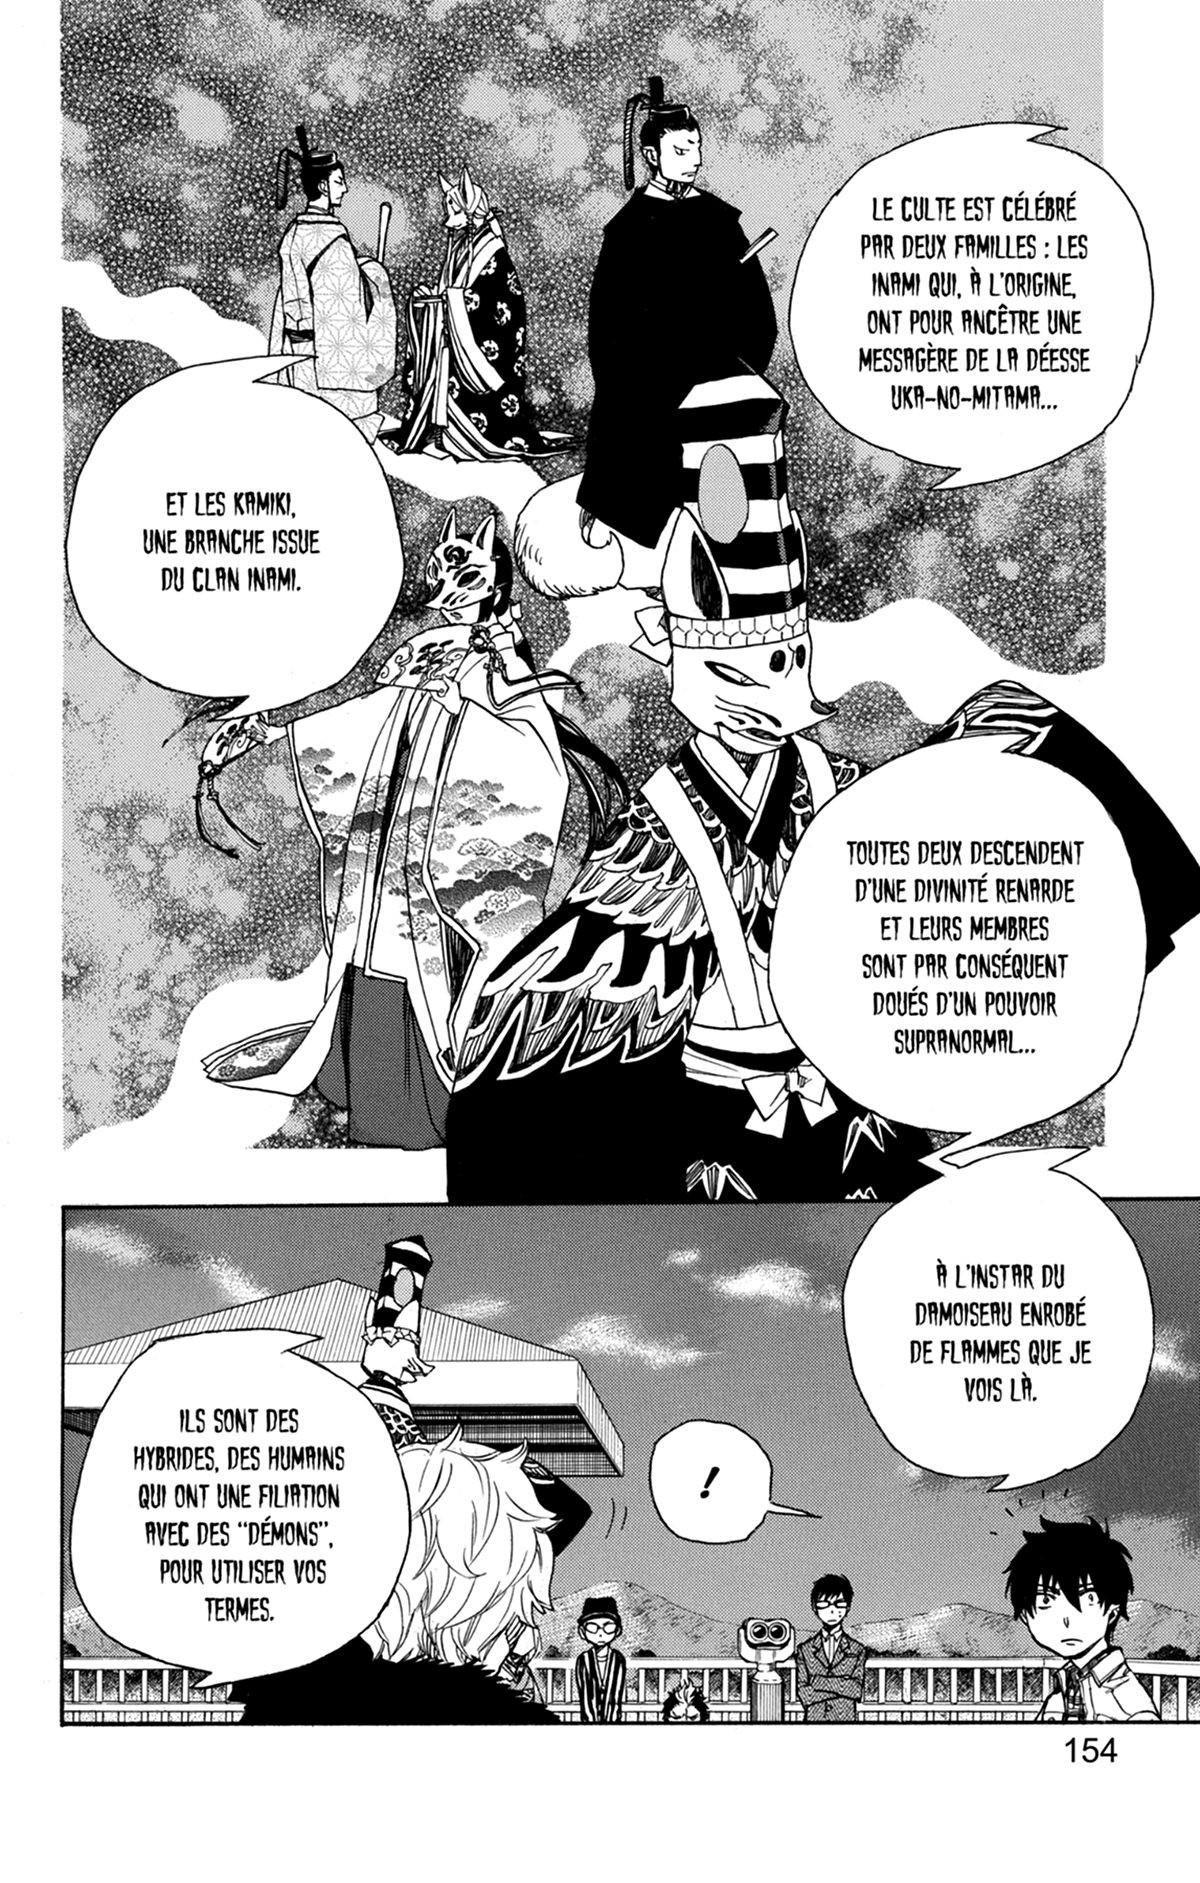 LE CULTE EST CÉLÉBRÉ
PAR DEUX FAMILLES : LES
INAMI QUI, À L'ORIGINE,
ONT POUR ANCÊTRE UNE
MESSAGÈRE DE LA DÉESSE
UKA-NO-MITAMA...
ET LES KAMIKI,
UNE BRANCHE ISSUE
DU CLAN INAMI.
TOUTES DEUX DESCENDENT
D'UNE DIVINITÉ RENARDE
ET LEURS MEMBRES
SONT PAR CONSÉQUENT
DOUÉS D'UN POUVOIR
SUPRANORMAL...
À L'INSTAR DU
DAMOISEAU ENROBÉ
DE FLAMMES QUE JE
VOIS LÀ.
!
ILS SONT DES
HYBRIDES, DES HUMAINS
QUI ONT UNE FILIATION
AVEC DES "DÉMONS",
POUR UTILISER VOS
TERMES.
154